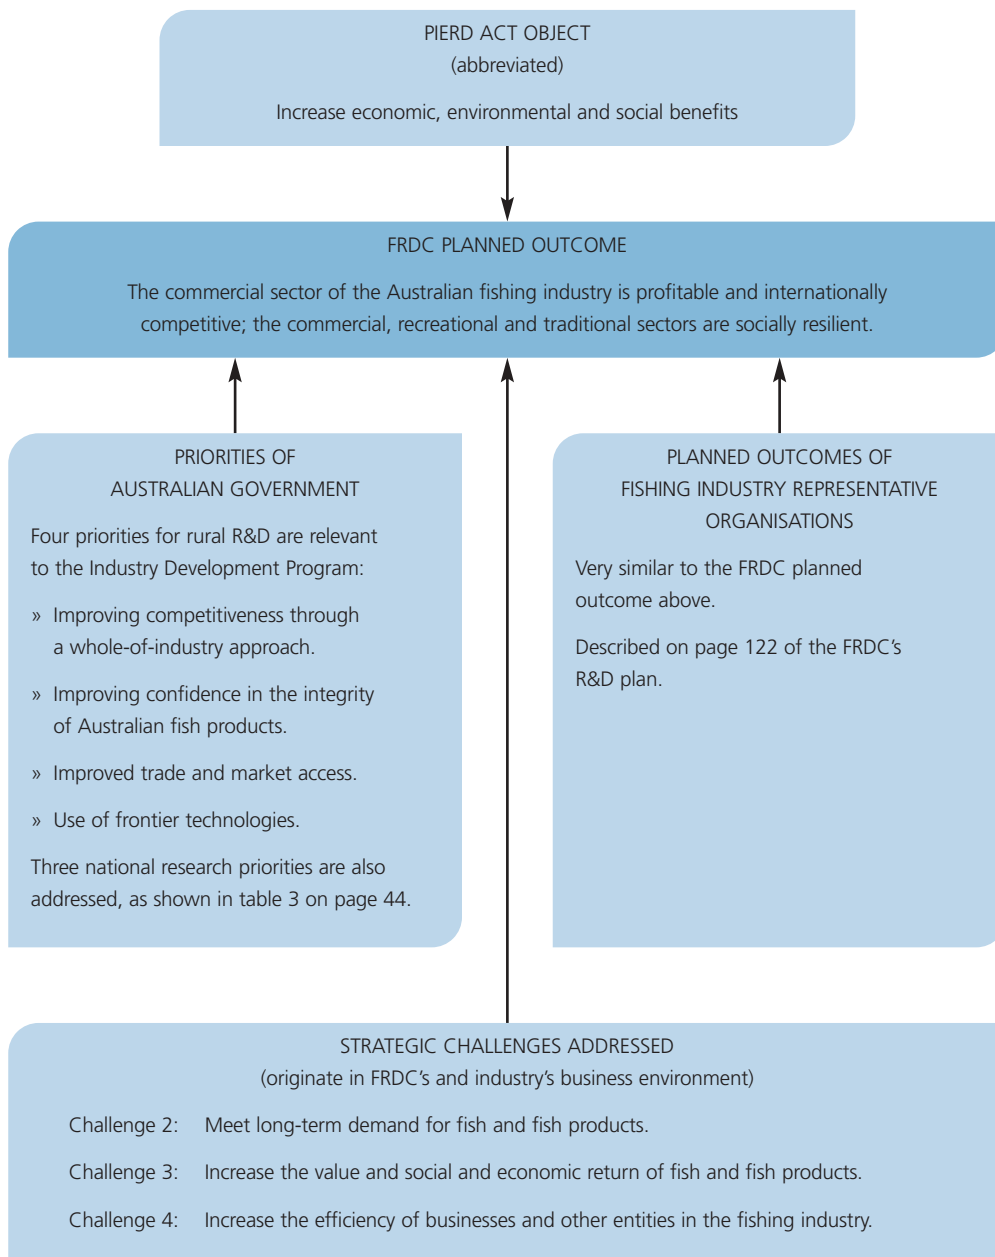 PIERD ACT OBJECT
(abbreviated)
Increase economic, environmental and social benefits
FRDC PLANNED OUTCOME
The commercial sector of the Australian fishing industry is profitable and internationally
competitive; the commercial, recreational and traditional sectors are socially resilient.
PRIORITIES OF
AUSTRALIAN GOVERNMENT
Four priorities for rural R&D are relevant
to the Industry Development Program:
» Improving competitiveness through
a whole-of-industry approach.
» Improving confidence in the integrity
of Australian fish products.
» Improved trade and market access.
» Use of frontier technologies.
Three national research priorities are also
addressed, as shown in table 3 on page 44.
PLANNED OUTCOMES OF
FISHING INDUSTRY REPRESENTATIVE
ORGANISATIONS
Very similar to the FRDC planned
outcome above.
Described on page 122 of the FRDC’s
R&D plan.
STRATEGIC CHALLENGES ADDRESSED
(originate in FRDC’s and industry’s business environment)
Challenge 2: Meet long-term demand for fish and fish products.
Challenge 3: Increase the value and social and economic return of fish and fish products.
Challenge 4: Increase the efficiency of businesses and other entities in the fishing industry.